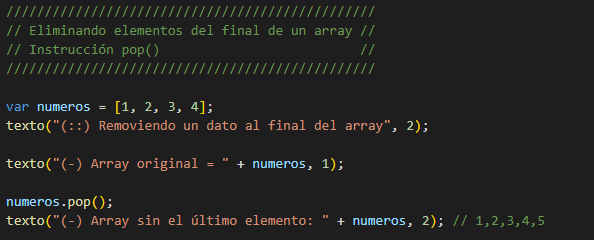 ////////////////////////////////////////////////
// Eliminando elementos del final de un array //
// Instrucción pop()                          //
////////////////////////////////////////////////
var numeros = [1, 2, 3, 4];
texto("(::) Removiendo un dato al final del array", 2);
texto("(-) Array original = " + numeros, 1);
numeros.pop();
texto("(-) Array sin el último elemento: " + numeros, 2); // 1,2,3,4,5